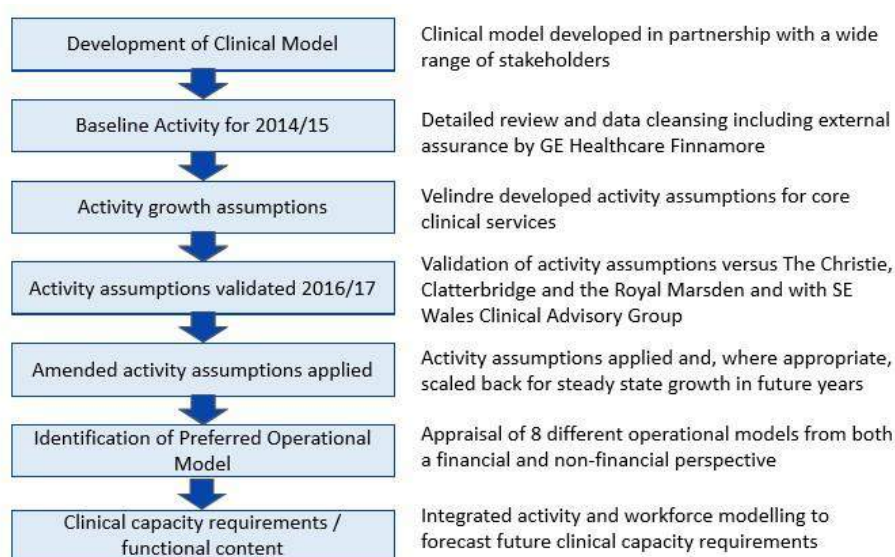 Development of Clinical Model
Clinical model developed in partnership with a wide
range of stakeholders
Baseline Activity for 2014/15
Detailed review and data cleansing including external
assurance by GE Healthcare Finnamore
Activity growth assumptions
Velindre developed activity assumptions for core
clinical services
Activity assumptions validated 2016/17
Validation of activity assumptions versus The Christie,
Clatterbridge and the Royal Marsden and with SE
Wales Clinical Advisory Group
Amended activity assumptions applied
Activity assumptions applied and, where appropriate,
scaled back for steady state growth in future years
Identification of Preferred Operational
Model
Appraisal of 8 different operational models from both
a financial and non-financial perspective
Clinical capacity requirements /
functional content
Integrated activity and workforce modelling to
forecast future clinical capacity requirements